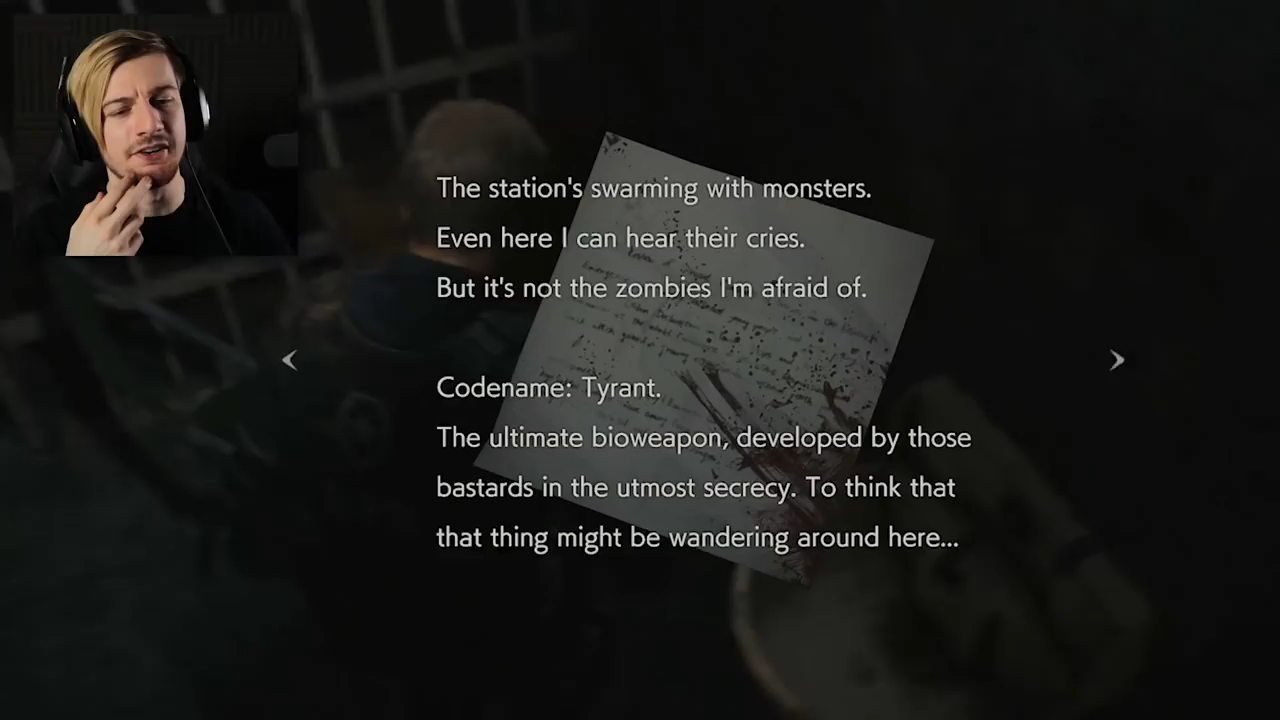 The station's swarming with monsters.
Even here I can hear their cries.
But it's not the zombies I'm afraid of.
Codename: Tyrant.
The ultimate bioweapon, developed by those
bastards in the utmost secrecy. To think that
that thing might be wandering around here...